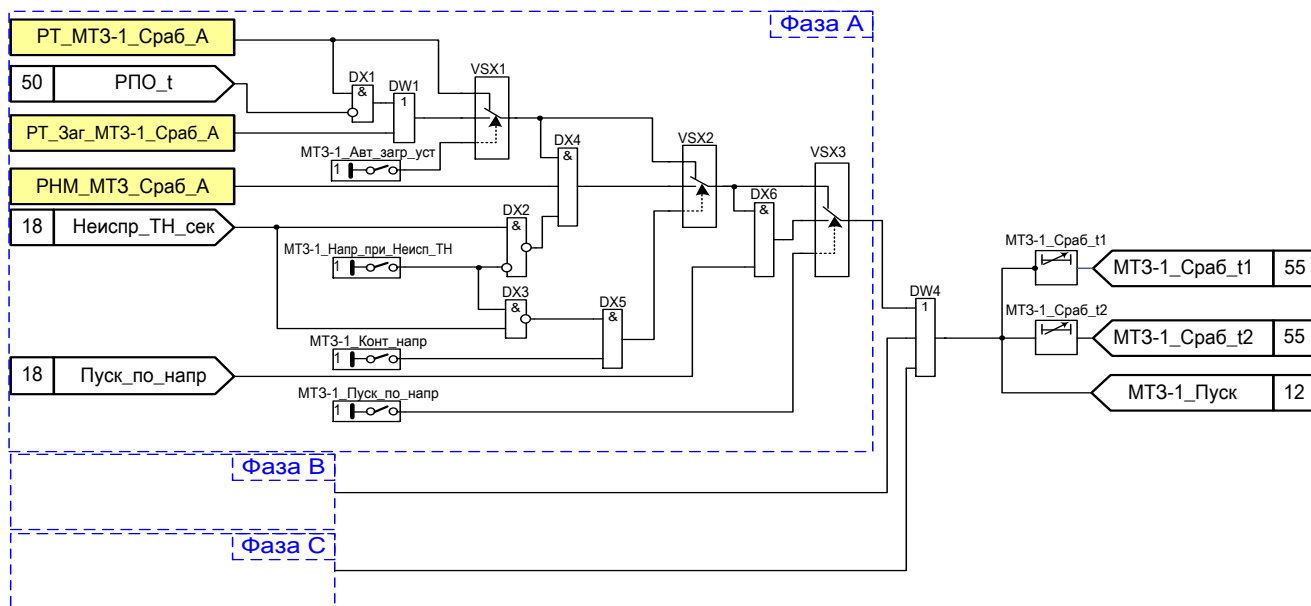 Фаза А
РТ_МТЗ-1_Сраб_А
50 РПО_t
DX1
&
DW1
1
VSX1
РТ_Заг_МТЗ-1_Сраб_А
МТЗ-1_Авт_загр_уст
1
DX4
&
VSX2
VSX3
РНМ_МТЗ_Сраб_А
18 Неиспр_ТН_сек
DX2
&
DX6
&
МТЗ-1_Напр_при_Неисп_ТН
1
DX3
&
DX5
&
МТЗ-1_Конт_напр
1
18 Пуск_по_напр
МТЗ-1_Пуск_по_напр
1
DW4
1
МТЗ-1_Сраб_t1
МТЗ-1_Сраб_t1 55
МТЗ-1_Сраб_t2
МТЗ-1_Сраб_t2 55
МТЗ-1_Пуск 12
Фаза В
Фаза С